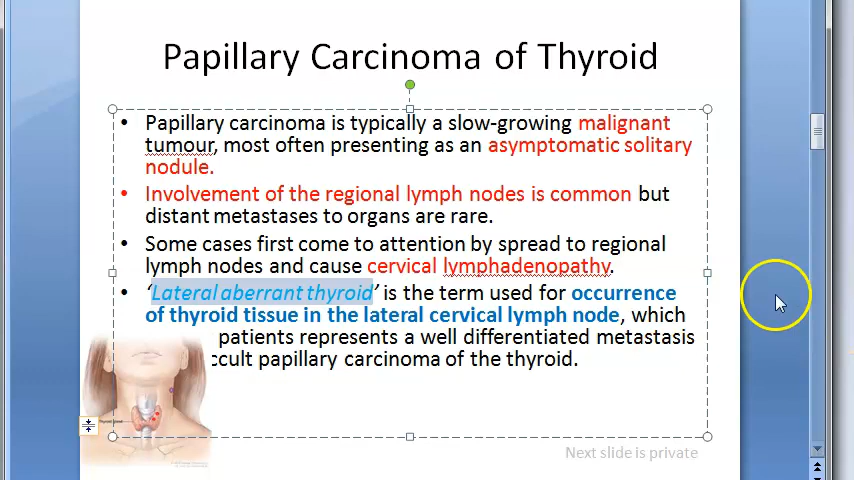 Papillary Carcinoma of Thyroid
• Papillary carcinoma is typically a slow-growing malignant
tumour, most often presenting as an asymptomatic solitary
nodule.
• Involvement of the regional lymph nodes is common but
distant metastases to organs are rare.
• Some cases first come to attention by spread to regional
lymph nodes and cause cervical lymphadenopathy.
• ‘Lateral aberrant thyroid’ is the term used for occurrence
of thyroid tissue in the lateral cervical lymph node, which
patients represents a well differentiated metastasis
ccult papillary carcinoma of the thyroid.
Next slide is private